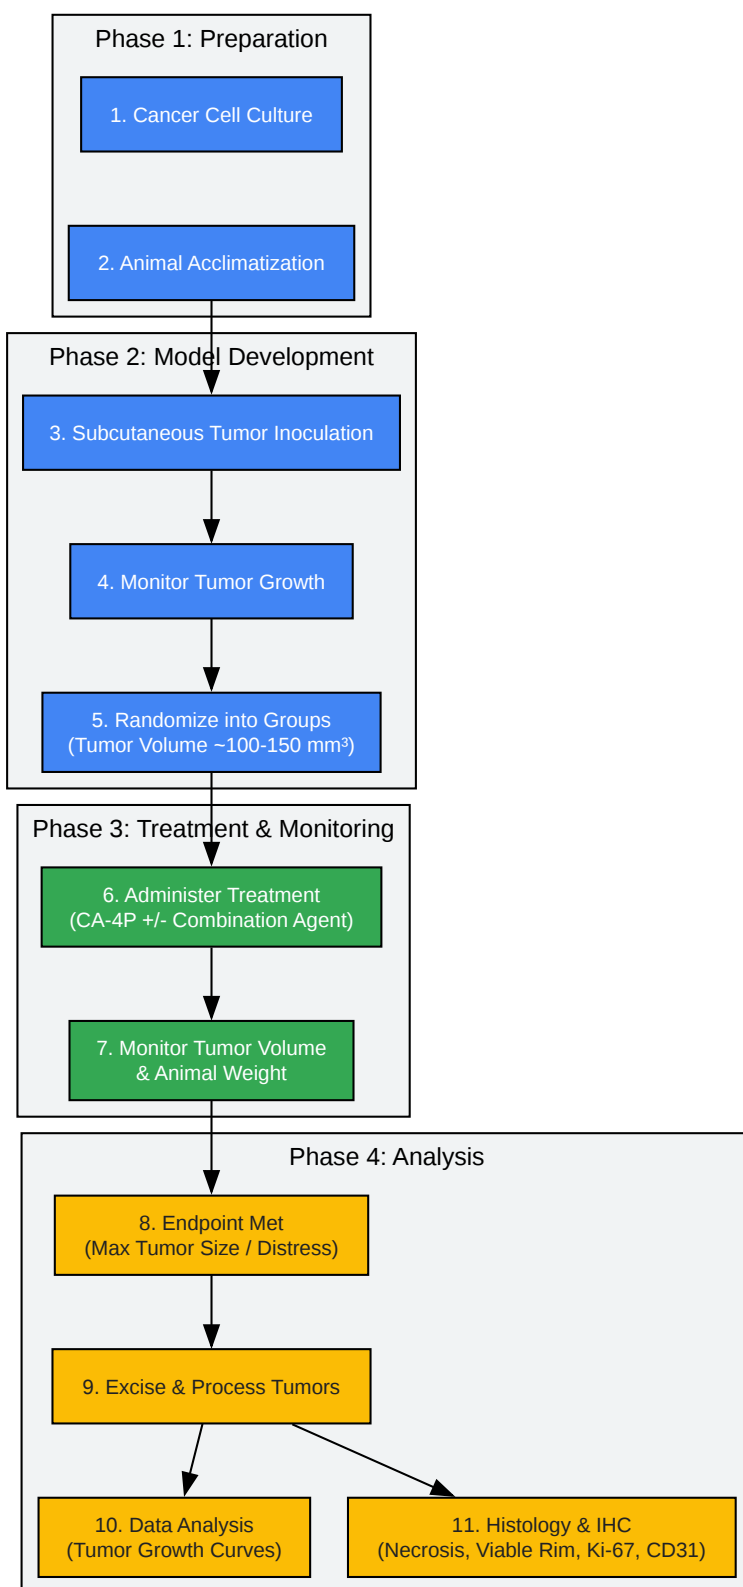 Phase 1: Preparation
1. Cancer Cell Culture
2. Animal Acclimatization
Phase 2: Model Development
3. Subcutaneous Tumor Inoculation
4. Monitor Tumor Growth
5. Randomize into Groups
(Tumor Volume ~100-150 mm³)
Phase 3: Treatment & Monitoring
6. Administer Treatment
(CA-4P +/- Combination Agent)
7. Monitor Tumor Volume
& Animal Weight
Phase 4: Analysis
8. Endpoint Met
(Max Tumor Size / Distress)
9. Excise & Process Tumors
10. Data Analysis
(Tumor Growth Curves)
11. Histology & IHC
(Necrosis, Viable Rim, Ki-67, CD31)